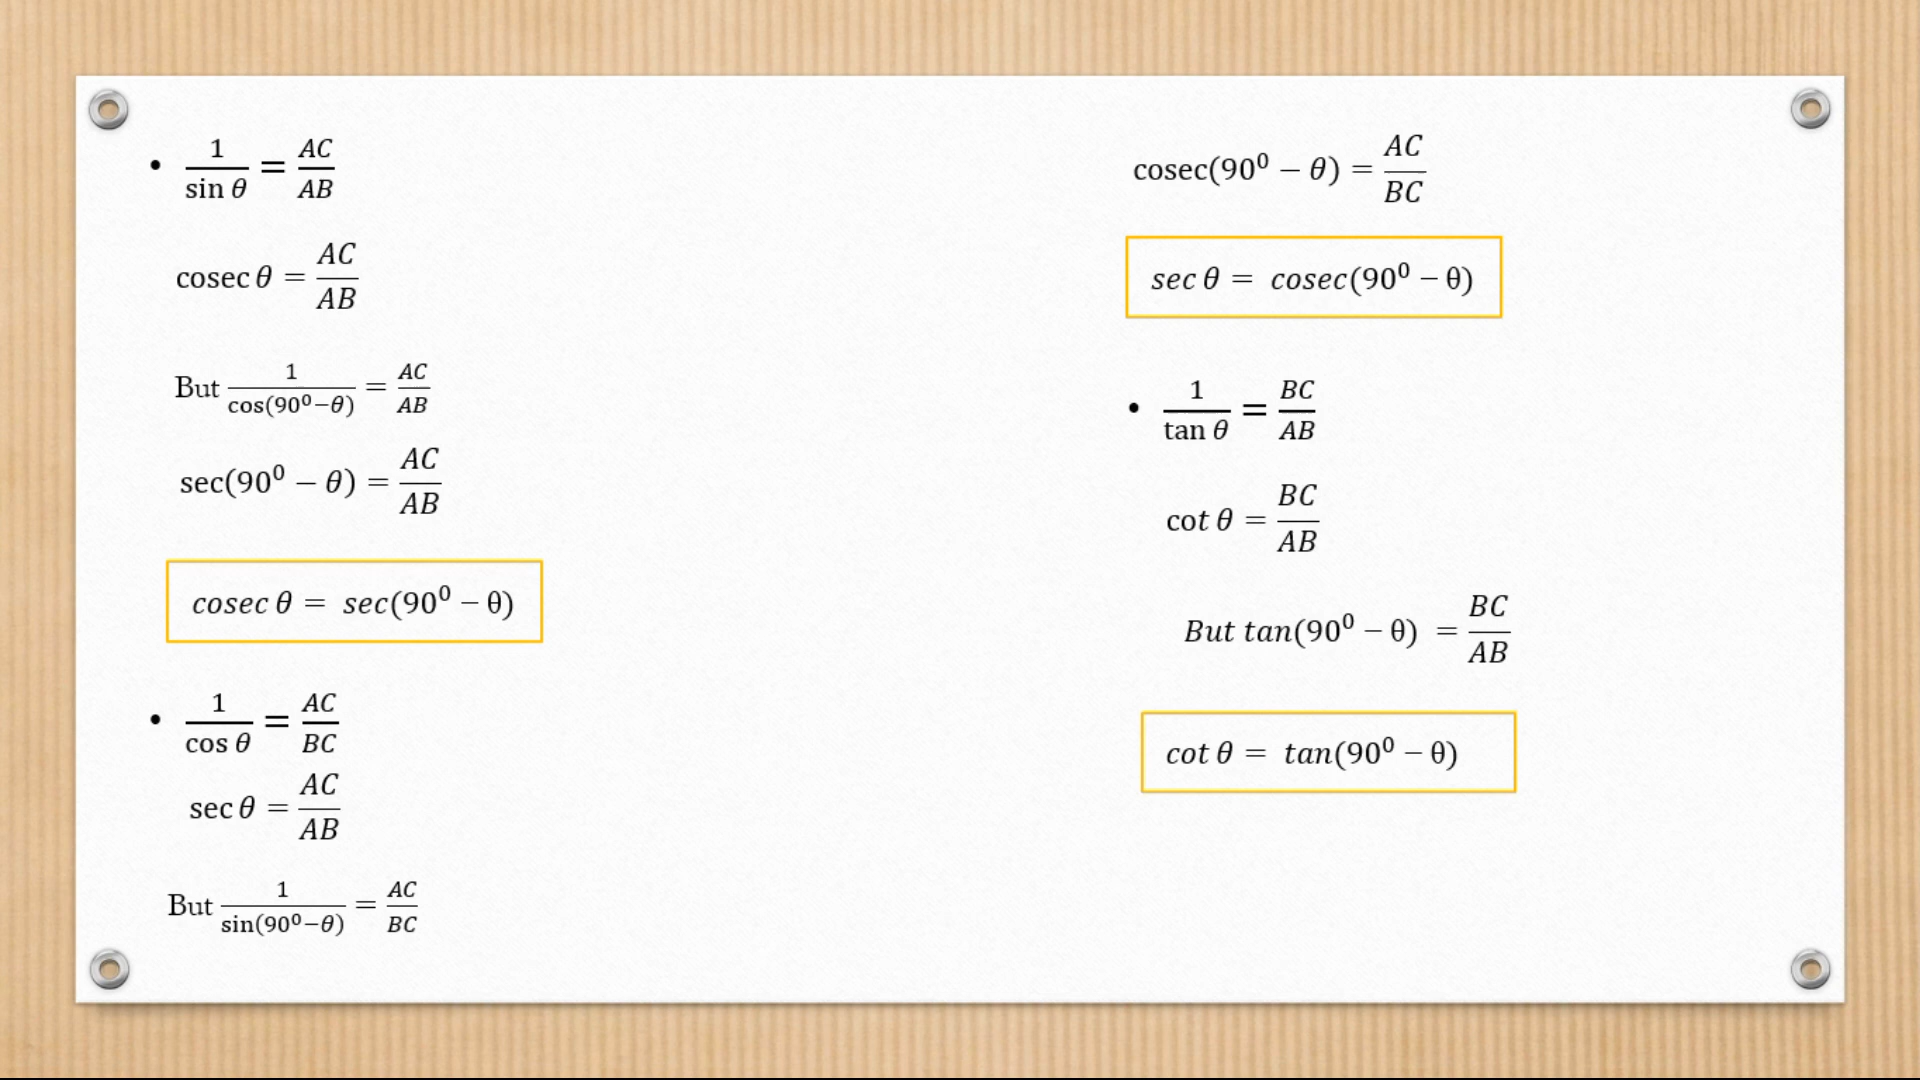 • 1/sin θ = AC/AB
cosec θ = AC/AB
But 1/cos(90⁰−θ) = AC/AB
sec(90⁰ − θ) = AC/AB
cosec θ = sec(90⁰ − θ)
• 1/cos θ = AC/BC
sec θ = AC/AB
But 1/sin(90⁰−θ) = AC/BC
cosec(90⁰ − θ) = AC/BC
sec θ = cosec(90⁰ − θ)
• 1/tan θ = BC/AB
cot θ = BC/AB
But tan(90⁰ − θ) = BC/AB
cot θ = tan(90⁰ − θ)